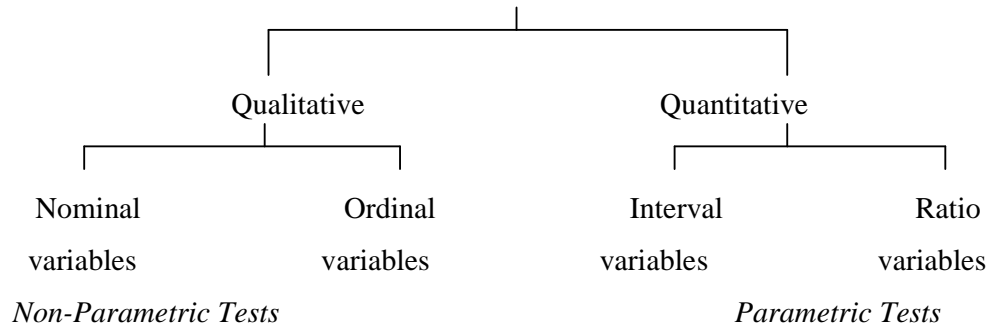 Qualitative Quantitative
Nominal Ordinal Interval Ratio
variables variables variables variables
Non-Parametric Tests Parametric Tests